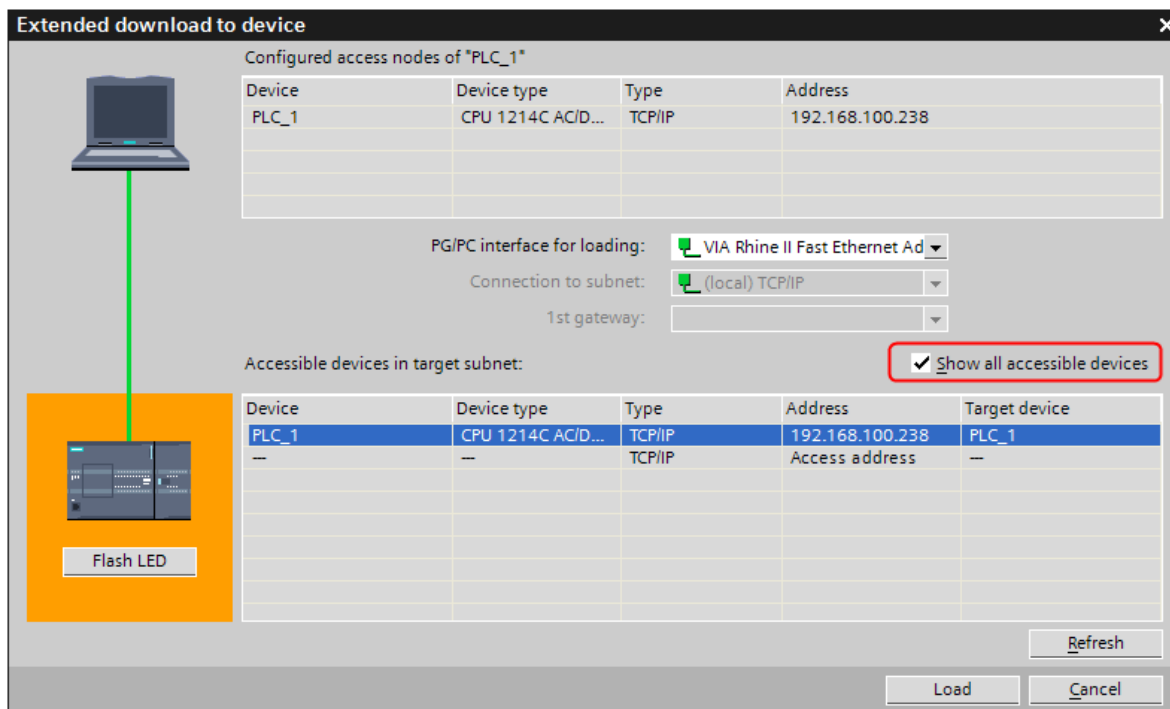 Extended download to device
Configured access nodes of "PLC_1"
Device Device type Type Address
PLC_1 CPU 1214C AC/D... TCP/IP 192.168.100.238
PG/PC interface for loading: VIA Rhine II Fast Ethernet Ad
Connection to subnet: (local) TCP/IP
1st gateway:
Accessible devices in target subnet: Show all accessible devices
Device Device type Type Address Target device
PLC_1 CPU 1214C AC/D... TCP/IP 192.168.100.238 PLC_1
— — TCP/IP Access address —
Flash LED
Refresh
Load Cancel